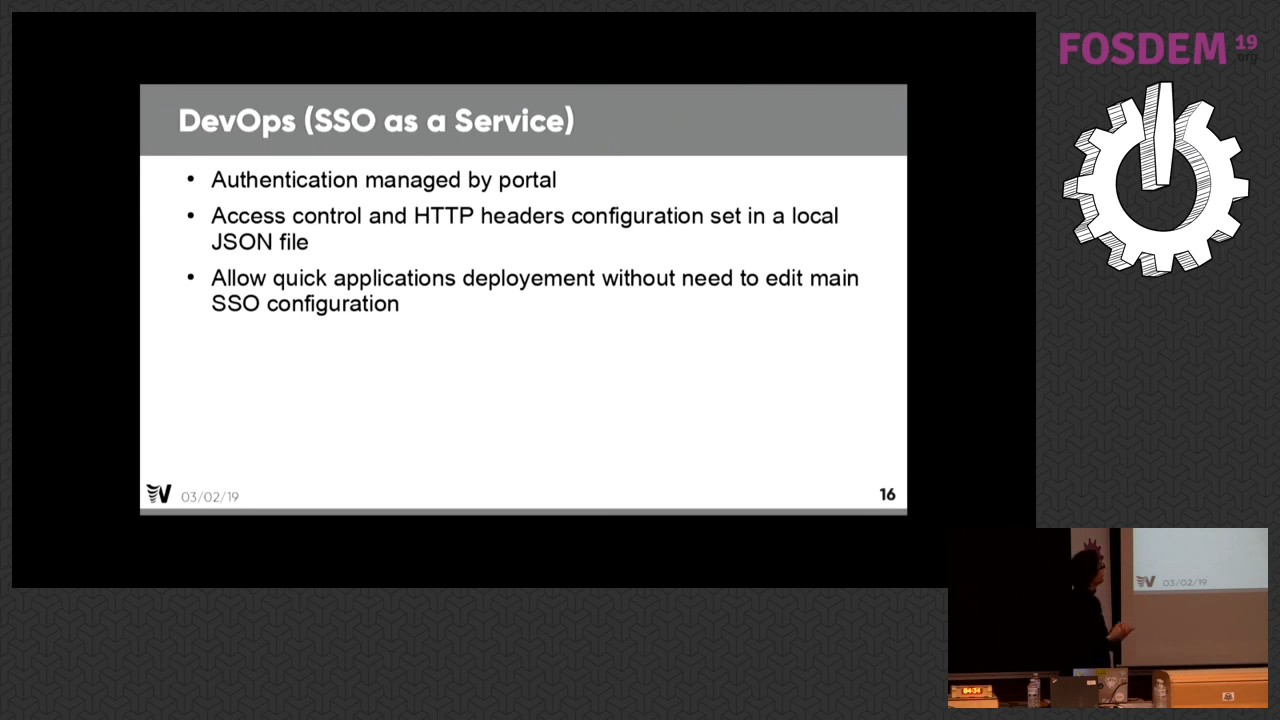 FOSDEM 19
.org
DevOps (SSO as a Service)
• Authentication managed by portal
• Access control and HTTP headers configuration set in a local
JSON file
• Allow quick applications deployement without need to edit main
SSO configuration
03/02/19
16
03/02/19
04:34